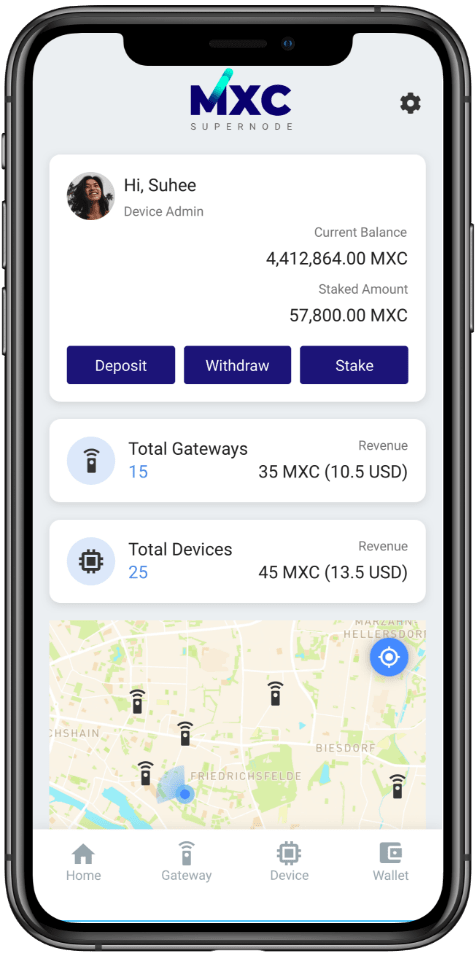 MXC
SUPERNODE
Hi, Suhee
Device Admin
Current Balance
4,412,864.00 MXC
Staked Amount
57,800.00 MXC
Deposit Withdraw Stake
Total Gateways Revenue
15 35 MXC (10.5 USD)
Total Devices Revenue
25 45 MXC (13.5 USD)
MARZAHN
HELLERSDORF
CHSHAIN
BIESDORF
FRIEDRICHSFELDE
Home Gateway Device Wallet